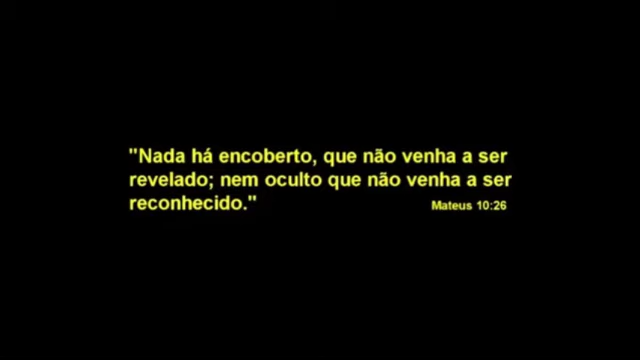 "Nada há encoberto, que não venha a ser
revelado; nem oculto que não venha a ser
reconhecido."
Mateus 10:26